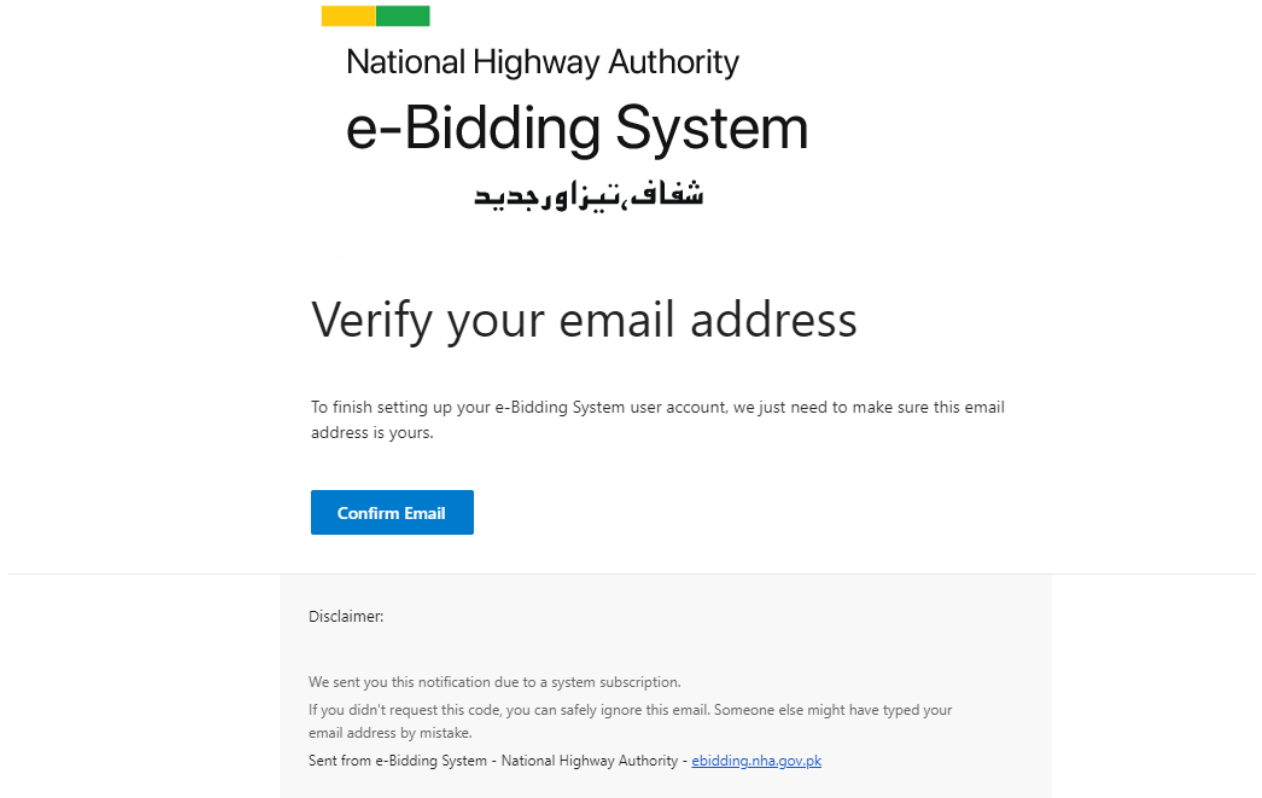 National Highway Authority
e-Bidding System
شفاف،تیزاورجدید
Verify your email address
To finish setting up your e-Bidding System user account, we just need to make sure this email
address is yours.
Confirm Email
Disclaimer:
We sent you this notification due to a system subscription.
If you didn't request this code, you can safely ignore this email. Someone else might have typed your
email address by mistake.
Sent from e-Bidding System - National Highway Authority - ebidding.nha.gov.pk